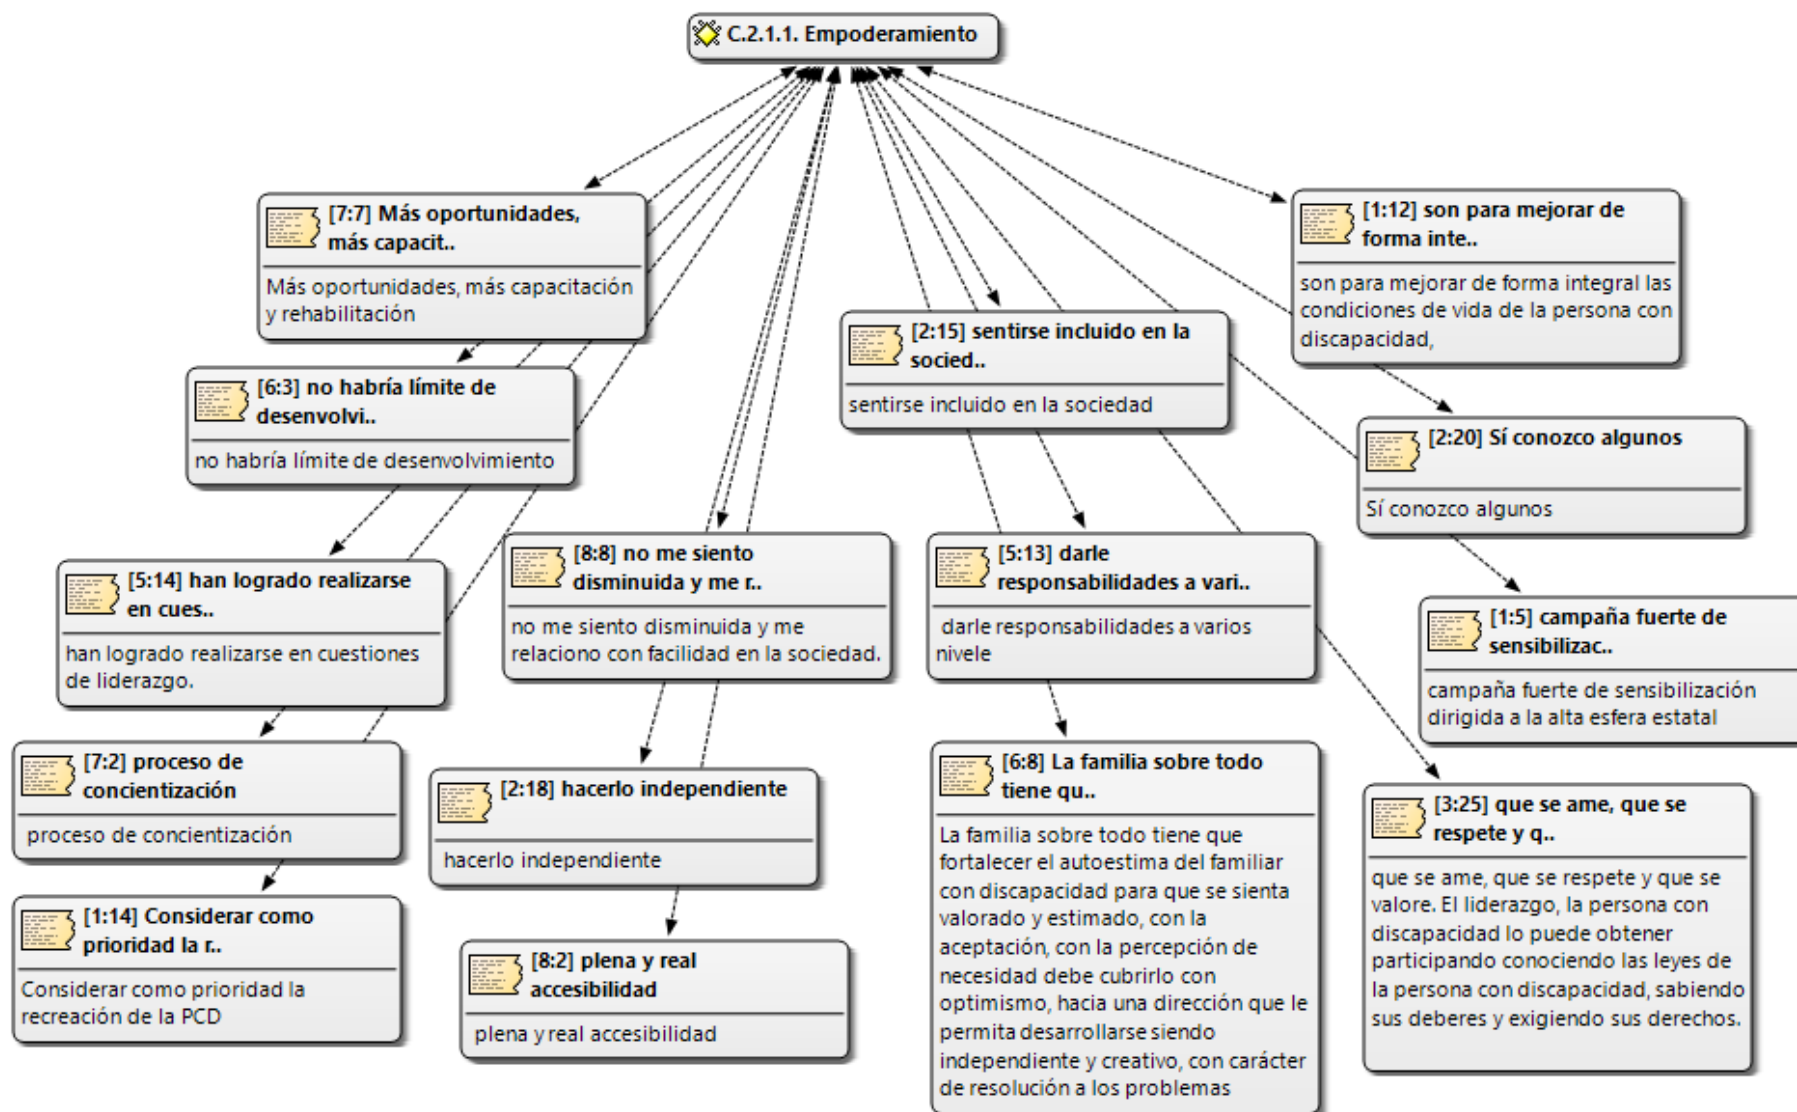 C.2.1.1. Empoderamiento
[7:7] Más oportunidades,
más capacit..
Más oportunidades, más capacitación
y rehabilitación
[1:12] son para mejorar de
forma inte..
son para mejorar de forma integral las
condiciones de vida de la persona con
discapacidad,
[2:15] sentirse incluido en la
socied..
sentirse incluido en la sociedad
[6:3] no habría límite de
desenvolvi..
no habría límite de desenvolvimiento
[2:20] Sí conozco algunos
Sí conozco algunos
[5:14] han logrado realizarse
en cues..
han logrado realizarse en cuestiones
de liderazgo.
[8:8] no me siento
disminuida y me r..
no me siento disminuida y me
relaciono con facilidad en la sociedad.
[5:13] darle
responsabilidades a vari..
darle responsabilidades a varios
nivele
[1:5] campaña fuerte de
sensibilizac..
campaña fuerte de sensibilización
dirigida a la alta esfera estatal
[7:2] proceso de
concientización
proceso de concientización
[2:18] hacerlo independiente
hacerlo independiente
[6:8] La familia sobre todo
tiene qu..
La familia sobre todo tiene que
fortalecer el autoestima del familiar
con discapacidad para que se sienta
valorado y estimado, con la
aceptación, con la percepción de
necesidad debe cubrirlo con
optimismo, hacia una dirección que le
permita desarrollarse siendo
independiente y creativo, con carácter
de resolución a los problemas
[3:25] que se ame, que se
respete y q..
que se ame, que se respete y que se
valore. El liderazgo, la persona con
discapacidad lo puede obtener
participando conociendo las leyes de
la persona con discapacidad, sabiendo
sus deberes y exigiendo sus derechos.
[1:14] Considerar como
prioridad la r..
Considerar como prioridad la
recreación de la PCD
[8:2] plena y real
accesibilidad
plena y real accesibilidad